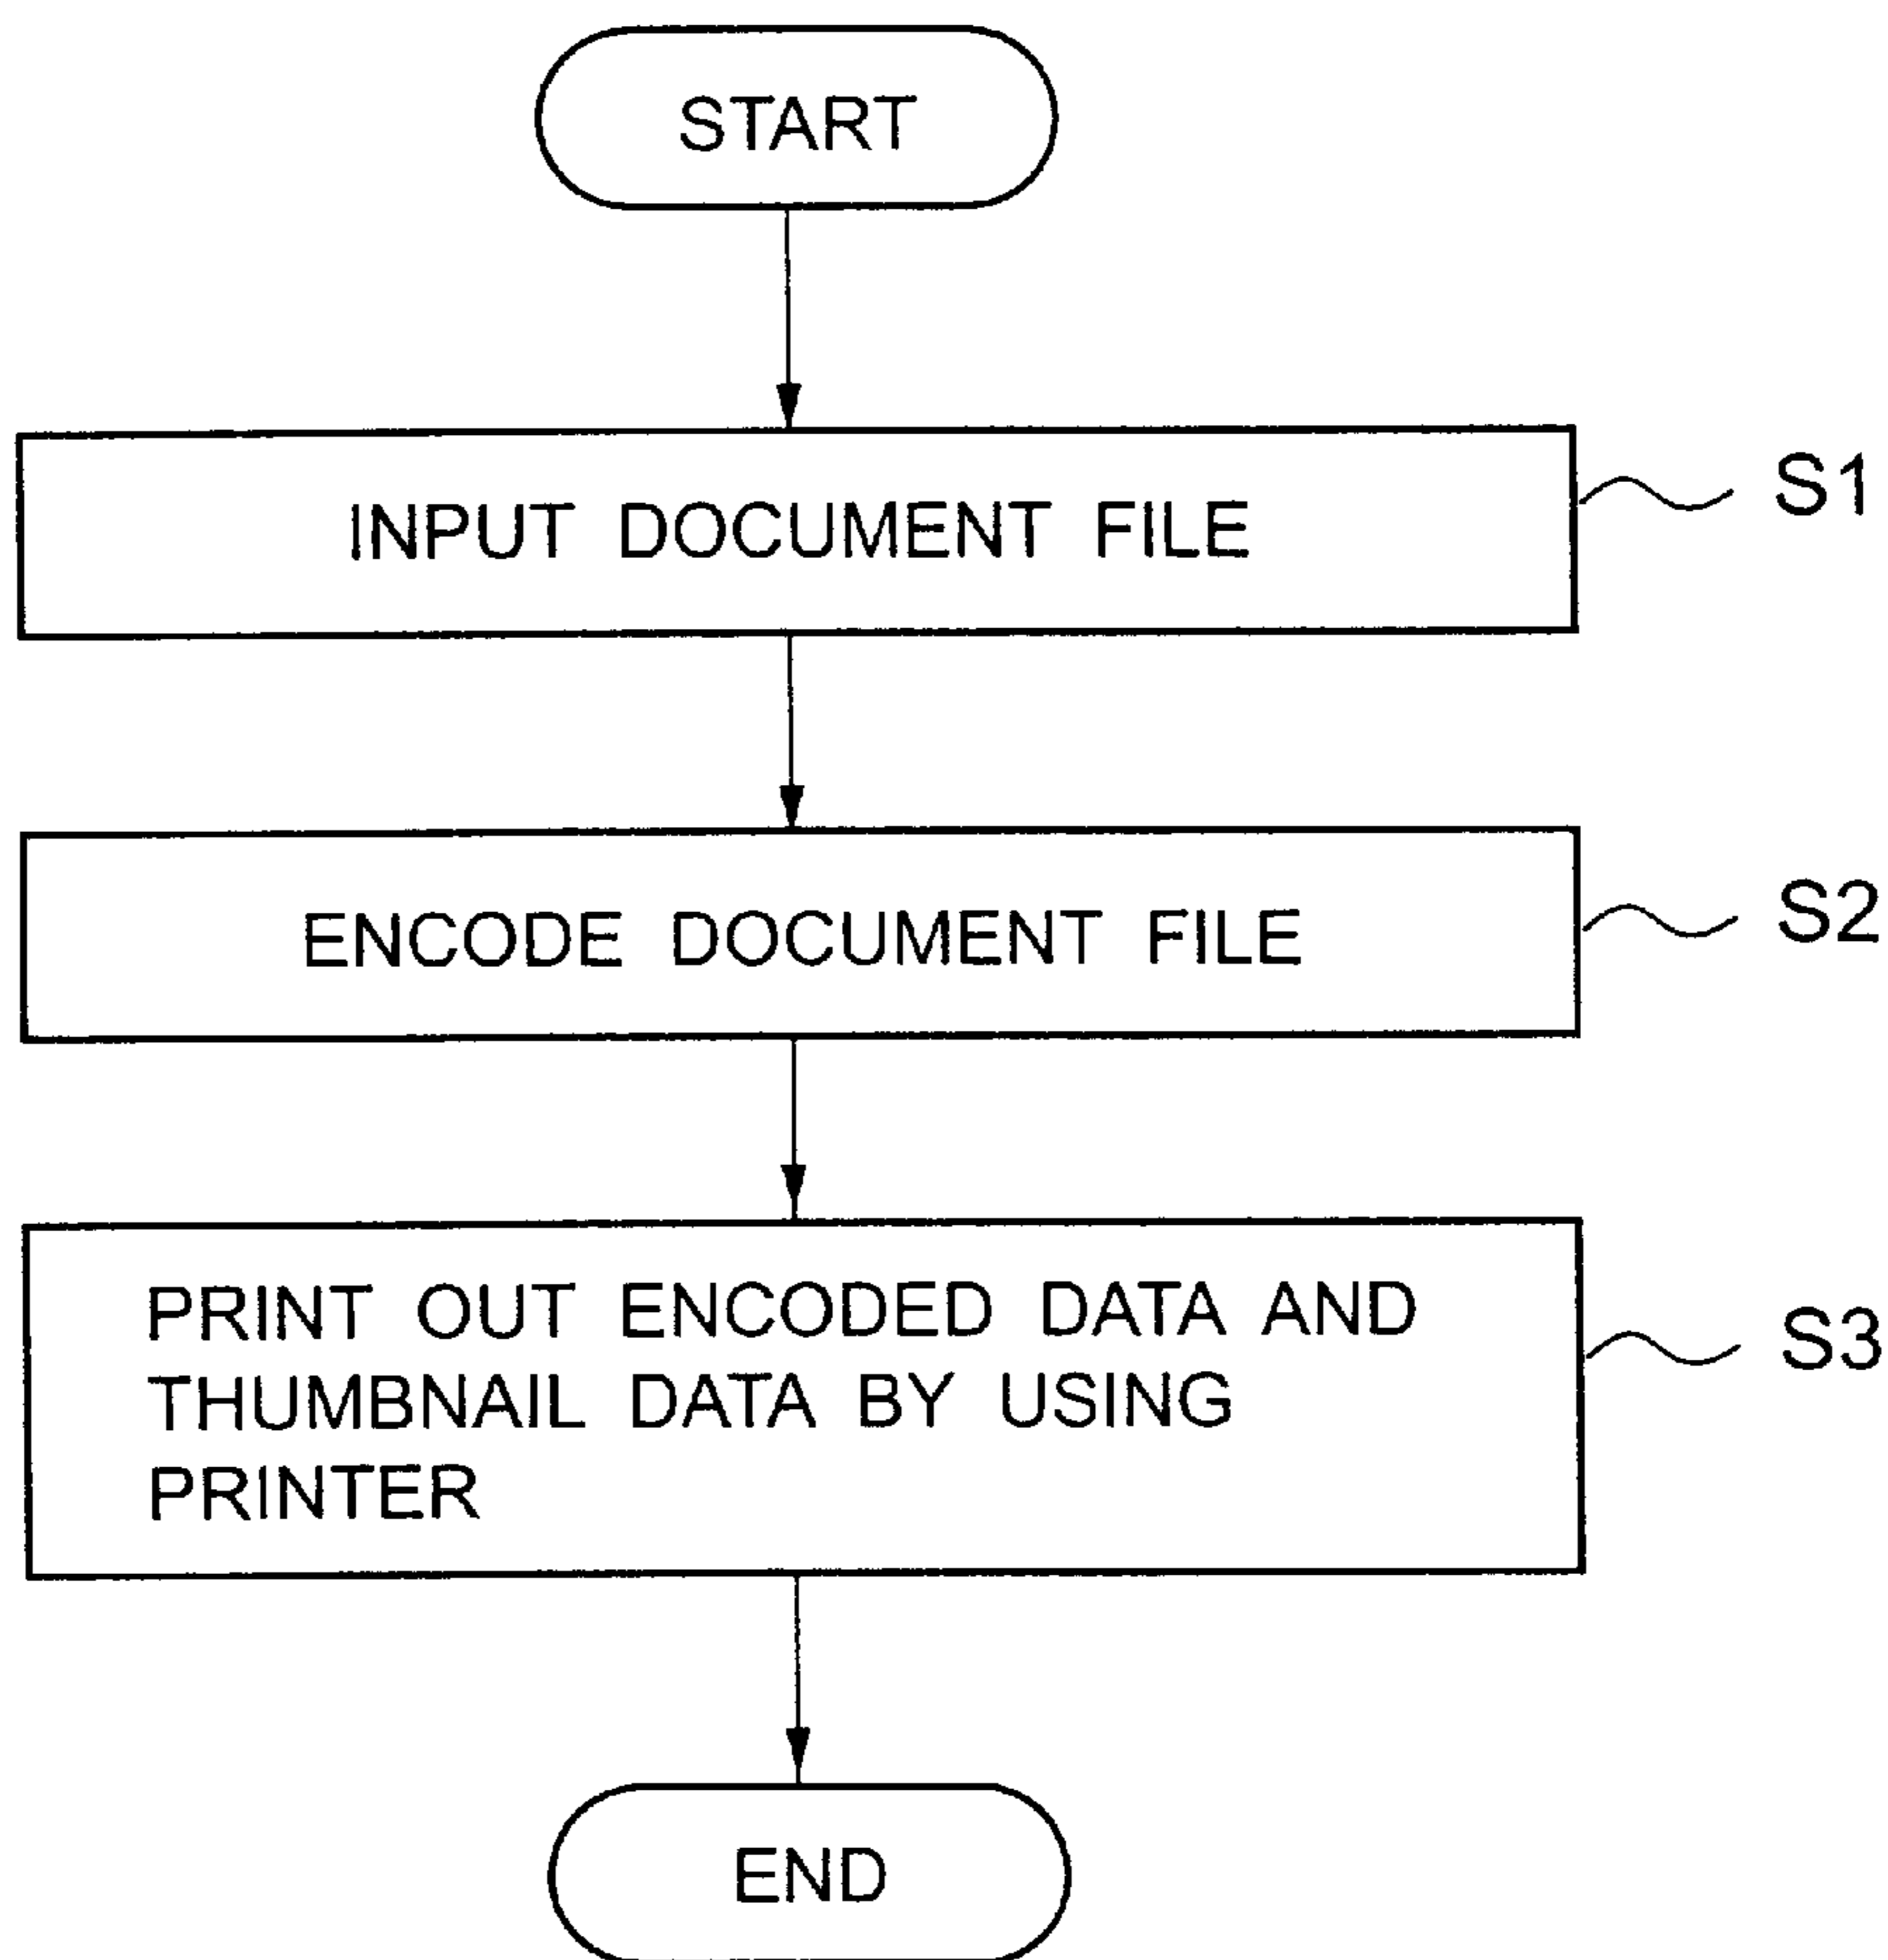 START
INPUT DOCUMENT FILE
S1
ENCODE DOCUMENT FILE
S2
PRINT OUT ENCODED DATA AND
THUMBNAIL DATA BY USING
PRINTER
S3
END